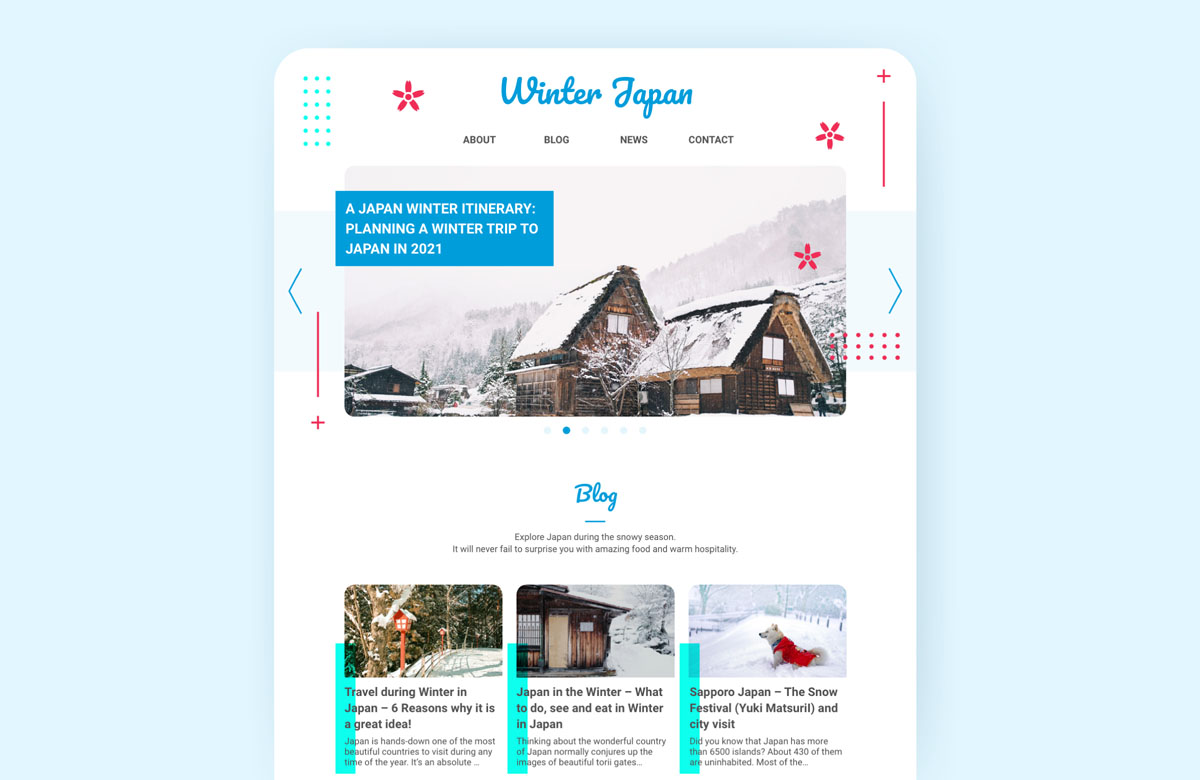 Winter Japan
ABOUT BLOG NEWS CONTACT
A JAPAN WINTER ITINERARY:
PLANNING A WINTER TRIP TO
JAPAN IN 2021
Blog
Explore Japan during the snowy season.
It will never fail to surprise you with amazing food and warm hospitality.
Travel during Winter in
Japan – 6 Reasons why it is
a great idea!
Japan is hands-down one of the most
beautiful countries to visit during any
time of the year. It's an absolute ...
Japan in the Winter – What
to do, see and eat in Winter
in Japan
Thinking about the wonderful country
of Japan normally conjures up the
images of beautiful torii gates...
Sapporo Japan – The Snow
Festival (Yuki Matsuril) and
city visit
Did you know that Japan has more
than 6500 islands? About 430 of them
are uninhabited. Most of the...